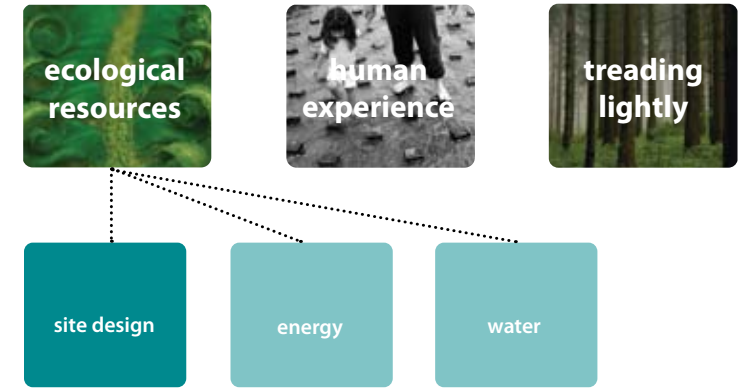 ecological
resources
human
experience
treading
lightly
site design
energy
water